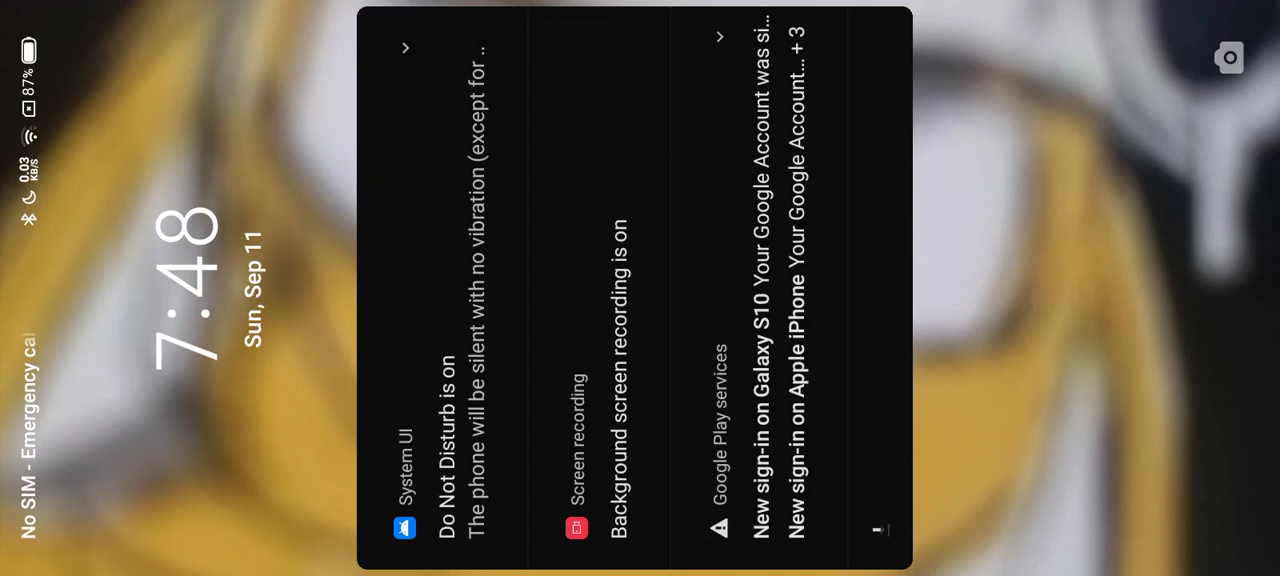 No SIM - Emergency cal
0.03
KB/S
87%
7:48
Sun, Sep 11
System UI
Do Not Disturb is on
The phone will be silent with no vibration (except for ..
Screen recording
Background screen recording is on
Google Play services
New sign-in on Galaxy S10 Your Google Account was si...
New sign-in on Apple iPhone Your Google Account... + 3